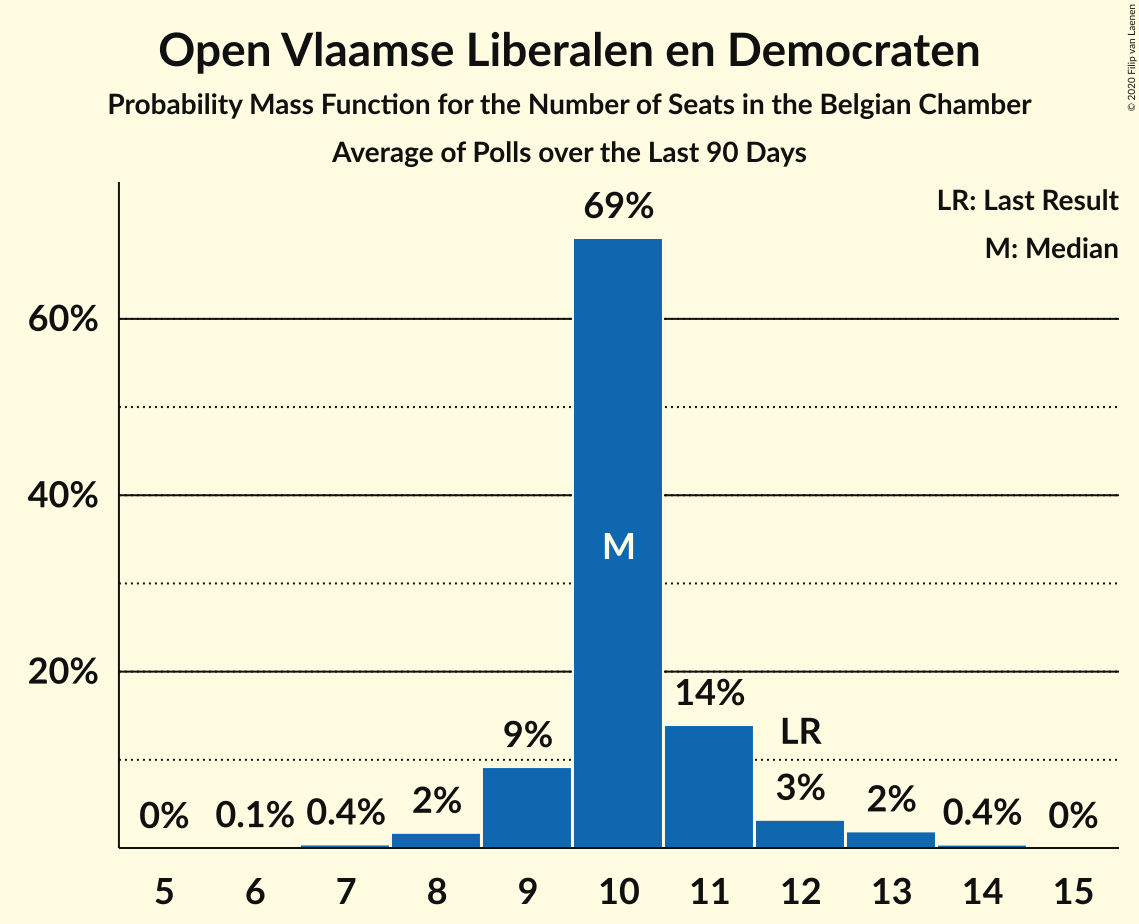 Open Vlaamse Liberalen en Democraten
Probability Mass Function for the Number of Seats in the Belgian Chamber
Average of Polls over the Last 90 Days
© 2020 Filip van Laenen
LR: Last Result
M: Median
69%
60%
40%
M
20%
14%
9%
LR
0% 0.1% 0.4% 2% 3% 2% 0.4% 0%
5 6 7 8 9 10 11 12 13 14 15